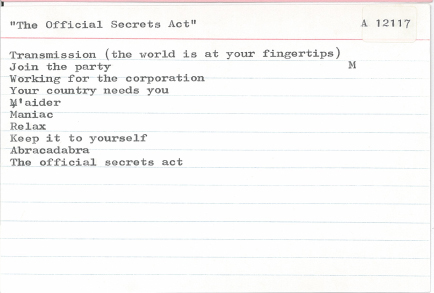 "The Official Secrets Act"
A 12117
Transmission (the world is at your fingertips)
Join the party M
Working for the corporation
Your country needs you
M'aider
Maniac
Relax
Keep it to yourself
Abracadabra
The official secrets act